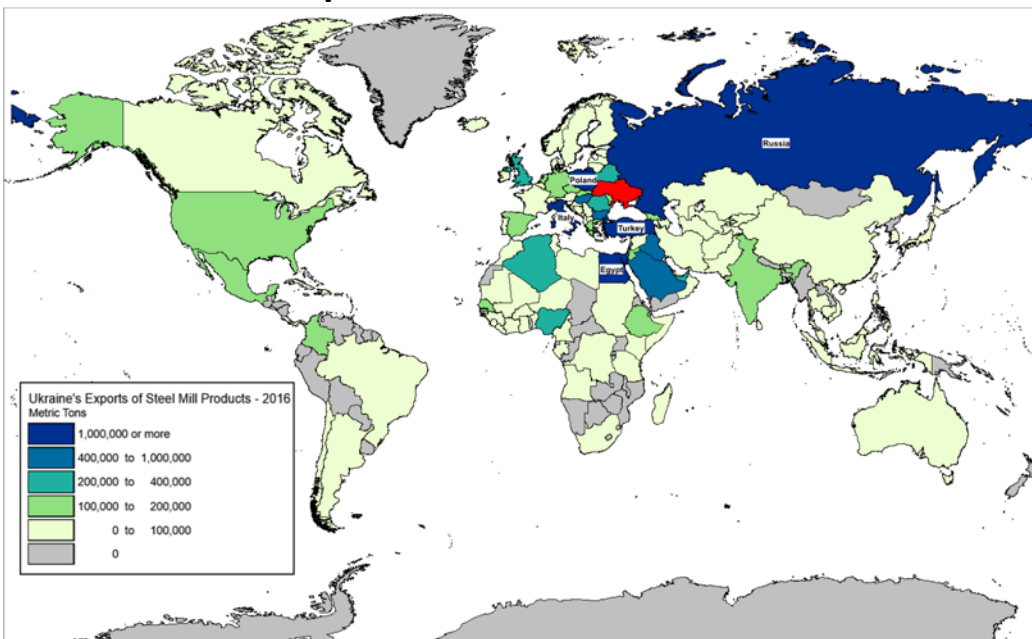 Russia
Poland
Italy
Turkey
Egypt
Ukraine's Exports of Steel Mill Products - 2016
Metric Tons
1,000,000 or more
400,000 to 1,000,000
200,000 to 400,000
100,000 to 200,000
0 to 100,000
0